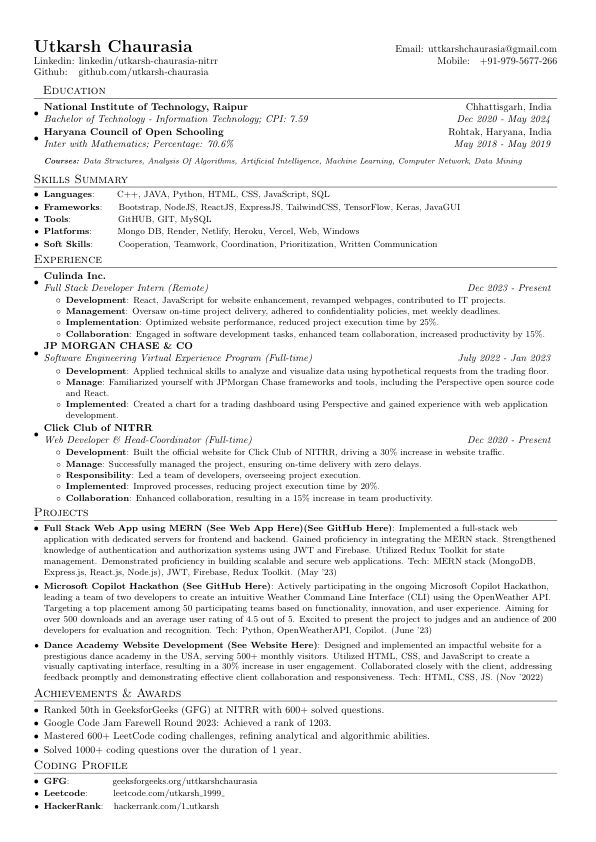 Utkarsh Chaurasia
Email: uttkarshchaurasia@gmail.com
Linkedin: linkedin/utkarsh-chaurasia-nitrr
Mobile: +91-979-5677-266
Github: github.com/utkarsh-chaurasia
Education
National Institute of Technology, Raipur Chhattisgarh, India
• Bachelor of Technology - Information Technology; CPI: 7.59 Dec 2020 - May 2024
Haryana Council of Open Schooling Rohtak, Haryana, India
• Inter with Mathematics; Percentage: 70.6% May 2018 - May 2019
Courses: Data Structures, Analysis Of Algorithms, Artificial Intelligence, Machine Learning, Computer Network, Data Mining
Skills Summary
• Languages: C++, JAVA, Python, HTML, CSS, JavaScript, SQL
• Frameworks: Bootstrap, NodeJS, ReactJS, ExpressJS, TailwindCSS, TensorFlow, Keras, JavaGUI
• Tools: GitHUB, GIT, MySQL
• Platforms: Mongo DB, Render, Netlify, Heroku, Vercel, Web, Windows
• Soft Skills: Cooperation, Teamwork, Coordination, Prioritization, Written Communication
Experience
Culinda Inc.
• Full Stack Developer Intern (Remote) Dec 2023 - Present
◦ Development: React, JavaScript for website enhancement, revamped webpages, contributed to IT projects.
◦ Management: Oversaw on-time project delivery, adhered to confidentiality policies, met weekly deadlines.
◦ Implementation: Optimized website performance, reduced project execution time by 25%.
◦ Collaboration: Engaged in software development tasks, enhanced team collaboration, increased productivity by 15%.
JP MORGAN CHASE & CO
• Software Engineering Virtual Experience Program (Full-time) July 2022 - Jan 2023
◦ Development: Applied technical skills to analyze and visualize data using hypothetical requests from the trading floor.
◦ Manage: Familiarized yourself with JPMorgan Chase frameworks and tools, including the Perspective open source code
and React.
◦ Implemented: Created a chart for a trading dashboard using Perspective and gained experience with web application
development.
Click Club of NITRR
• Web Developer & Head-Coordinator (Full-time) Dec 2020 - Present
◦ Development: Built the official website for Click Club of NITRR, driving a 30% increase in website traffic.
◦ Manage: Successfully managed the project, ensuring on-time delivery with zero delays.
◦ Responsibility: Led a team of developers, overseeing project execution.
◦ Implemented: Improved processes, reducing project execution time by 20%.
◦ Collaboration: Enhanced collaboration, resulting in a 15% increase in team productivity.
Projects
• Full Stack Web App using MERN (See Web App Here)(See GitHub Here): Implemented a full-stack web
application with dedicated servers for frontend and backend. Gained proficiency in integrating the MERN stack. Strengthened
knowledge of authentication and authorization systems using JWT and Firebase. Utilized Redux Toolkit for state
management. Demonstrated proficiency in building scalable and secure web applications. Tech: MERN stack (MongoDB,
Express.js, React.js, Node.js), JWT, Firebase, Redux Toolkit. (May '23)
• Microsoft Copilot Hackathon (See GitHub Here): Actively participating in the ongoing Microsoft Copilot Hackathon,
leading a team of two developers to create an intuitive Weather Command Line Interface (CLI) using the OpenWeather API.
Targeting a top placement among 50 participating teams based on functionality, innovation, and user experience. Aiming for
over 500 downloads and an average user rating of 4.5 out of 5. Excited to present the project to judges and an audience of 200
developers for evaluation and recognition. Tech: Python, OpenWeatherAPI, Copilot. (June '23)
• Dance Academy Website Development (See Website Here): Designed and implemented an impactful website for a
prestigious dance academy in the USA, serving 500+ monthly visitors. Utilized HTML, CSS, and JavaScript to create a
visually captivating interface, resulting in a 30% increase in user engagement. Collaborated closely with the client, addressing
feedback promptly and demonstrating effective client collaboration and responsiveness. Tech: HTML, CSS, JS. (Nov '2022)
Achievements & Awards
• Ranked 50th in GeeksforGeeks (GFG) at NITRR with 600+ solved questions.
• Google Code Jam Farewell Round 2023: Achieved a rank of 1203.
• Mastered 600+ LeetCode coding challenges, refining analytical and algorithmic abilities.
• Solved 1000+ coding questions over the duration of 1 year.
Coding Profile
• GFG: geeksforgeeks.org/uttkarshchaurasia
• Leetcode: leetcode.com/utkarsh_1999_
• HackerRank: hackerrank.com/1_utkarsh